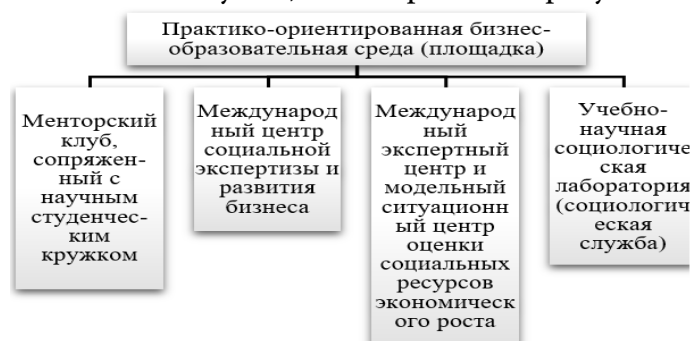 Практико-ориентированная бизнес-
образовательная среда (площадка)
Менторский
клуб,
сопряжен-
ный с
научным
студенчес-
ким
кружком
Международ
ный центр
социальной
экспертизы и
развития
бизнеса
Международ
ный
экспертный
центр и
модельный
ситуационн
ый центр
оценки
социальных
ресурсов
экономическ
ого роста
Учебно-
научная
социологиче
ская
лаборатория
(социологич
еская
служба)